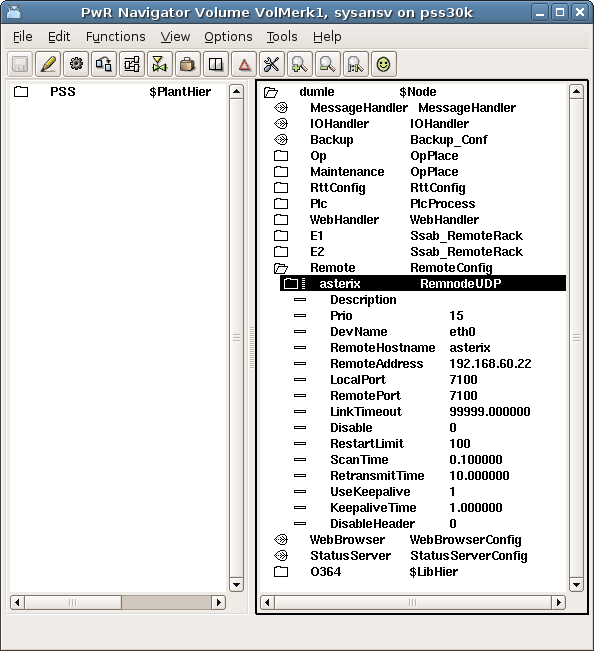 PwR Navigator Volume VolMerk1, sysansv on pss30k
File Edit Functions View Options Tools Help
PSS $PlantHier
dumle $Node
MessageHandler MessageHandler
IOHandler IOHandler
Backup Backup_Conf
Op OpPlace
Maintenance OpPlace
RttConfig RttConfig
Plc PlcProcess
WebHandler WebHandler
E1 Ssab_RemoteRack
E2 Ssab_RemoteRack
Remote RemoteConfig
asterix RemnodeUDP
Description
Prio 15
DevName eth0
RemoteHostname asterix
RemoteAddress 192.168.60.22
LocalPort 7100
RemotePort 7100
LinkTimeout 99999.000000
Disable 0
RestartLimit 100
ScanTime 0.100000
RetransmitTime 10.000000
UseKeepalive 1
KeepaliveTime 1.000000
DisableHeader 0
WebBrowser WebBrowserConfig
StatusServer StatusServerConfig
O364 $LibHier